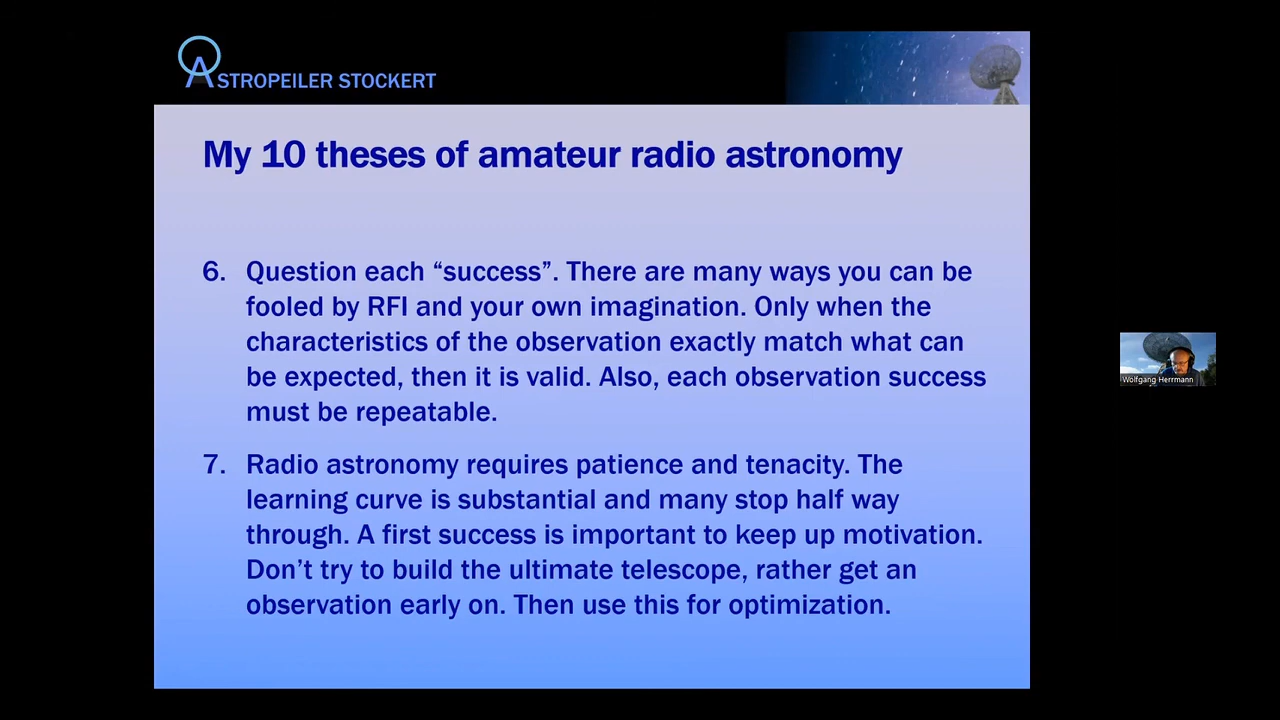 ASTROPEILER STOCKERT
My 10 theses of amateur radio astronomy
6. Question each “success”. There are many ways you can be
fooled by RFI and your own imagination. Only when the
characteristics of the observation exactly match what can
be expected, then it is valid. Also, each observation success
must be repeatable.
7. Radio astronomy requires patience and tenacity. The
learning curve is substantial and many stop half way
through. A first success is important to keep up motivation.
Don’t try to build the ultimate telescope, rather get an
observation early on. Then use this for optimization.
Wolfgang Herrmann